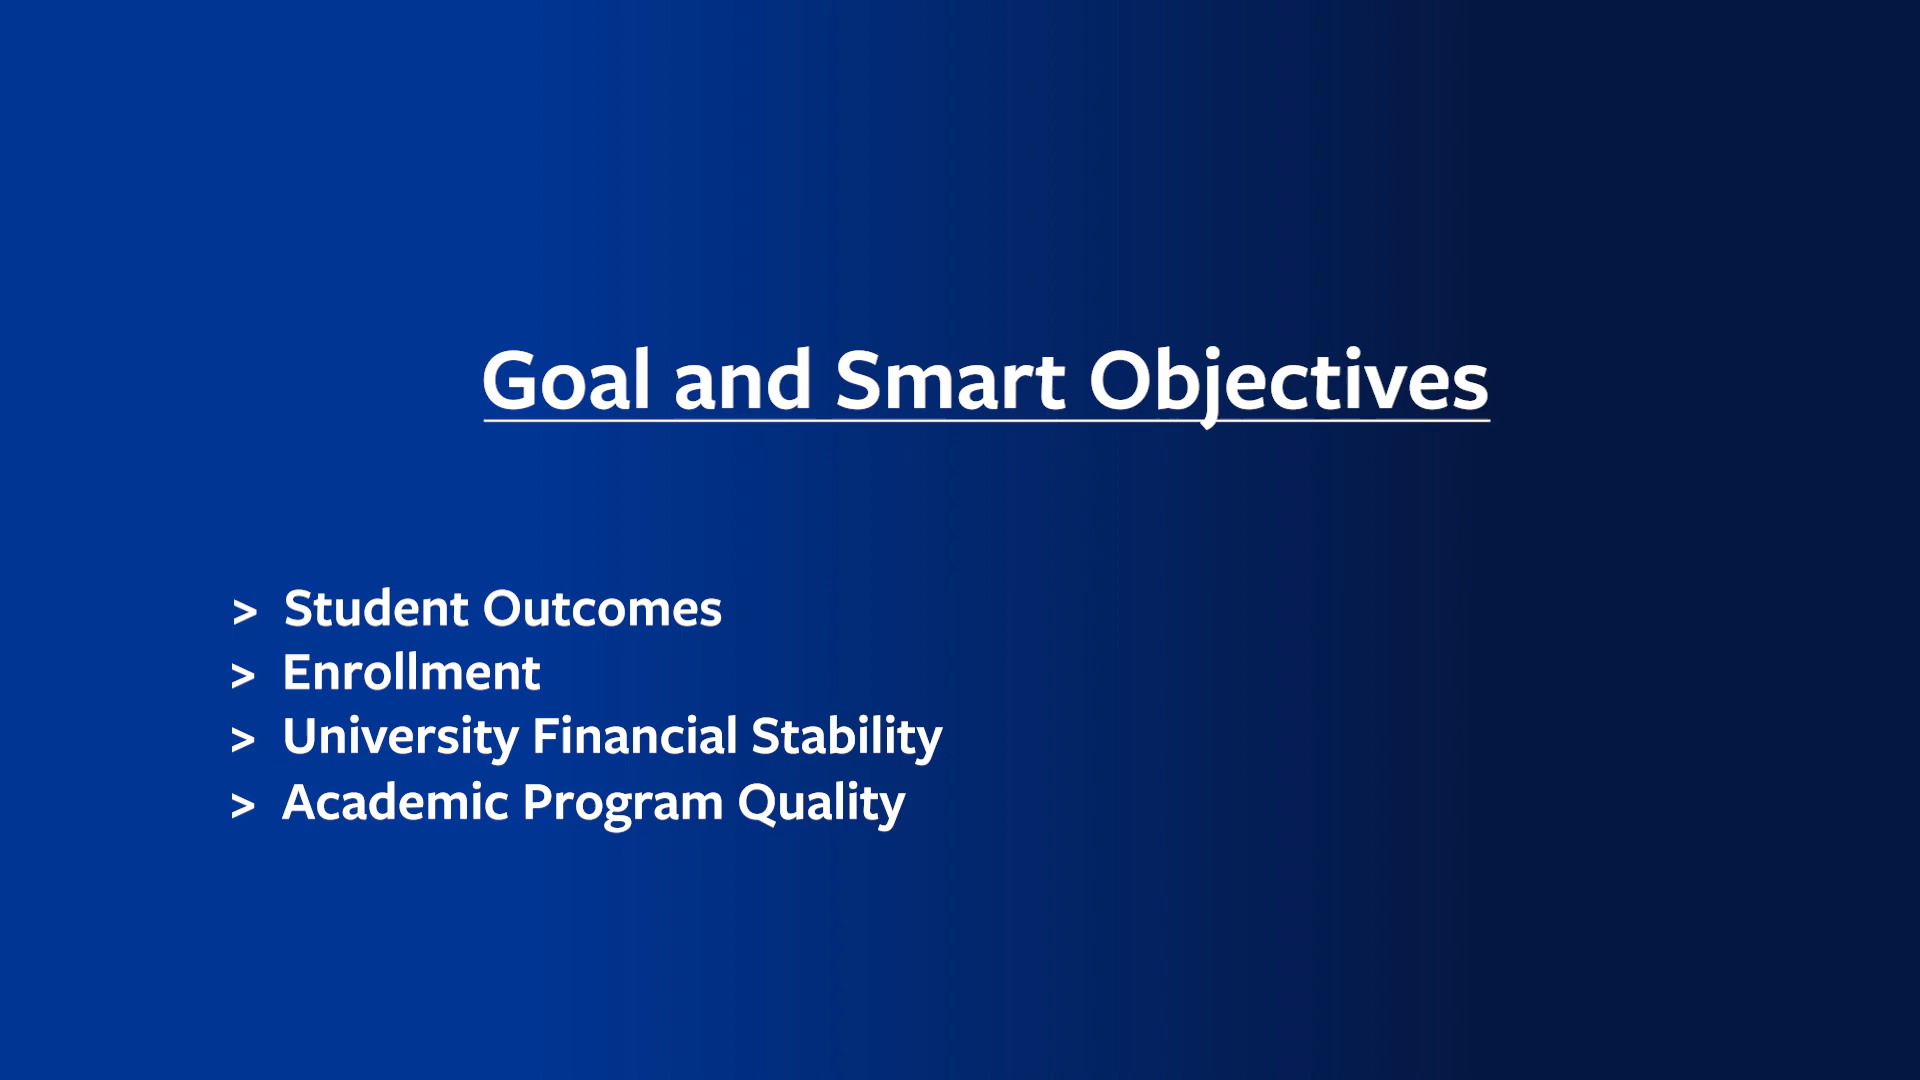 Goal and Smart Objectives
> Student Outcomes
> Enrollment
> University Financial Stability
> Academic Program Quality